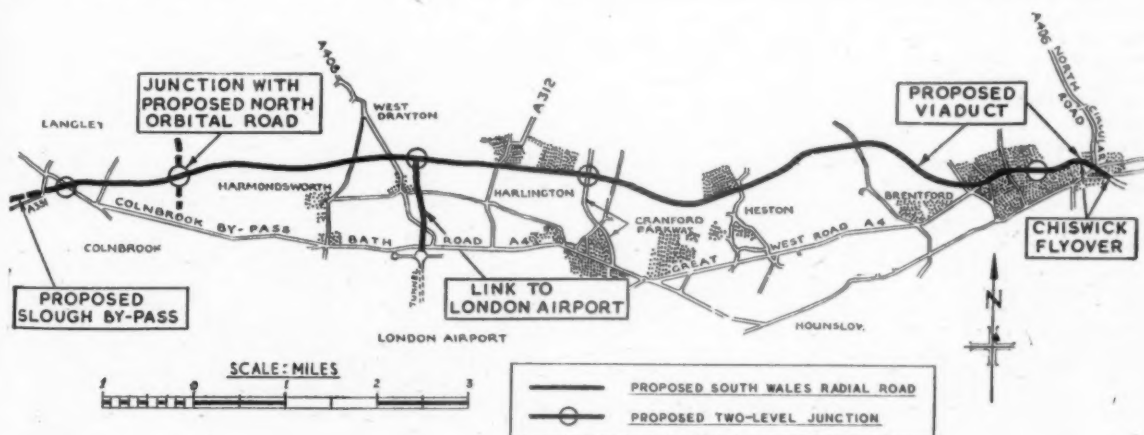 A408
A312
A406 NORTH
CIRCULAR
ROAD
JUNCTION WITH
PROPOSED NORTH
ORBITAL ROAD
PROPOSED
VIADUCT
LANGLEY
WEST
DRAYTON
HARMONDSWORTH
HARLINGTON
CRANFORD
PARKWAY
HESTON
BRENTFORD
COLNBROOK BY-PASS
COLNBROOK
BATH ROAD A4
GREAT WEST ROAD A4
CHISWICK
FLYOVER
PROPOSED
SLOUGH BY-PASS
TUNNEL
LINK TO
LONDON AIRPORT
LONDON AIRPORT
HOUNSLOW
N
SCALE: MILES
1 0 1 2 3
PROPOSED SOUTH WALES RADIAL ROAD
PROPOSED TWO-LEVEL JUNCTION